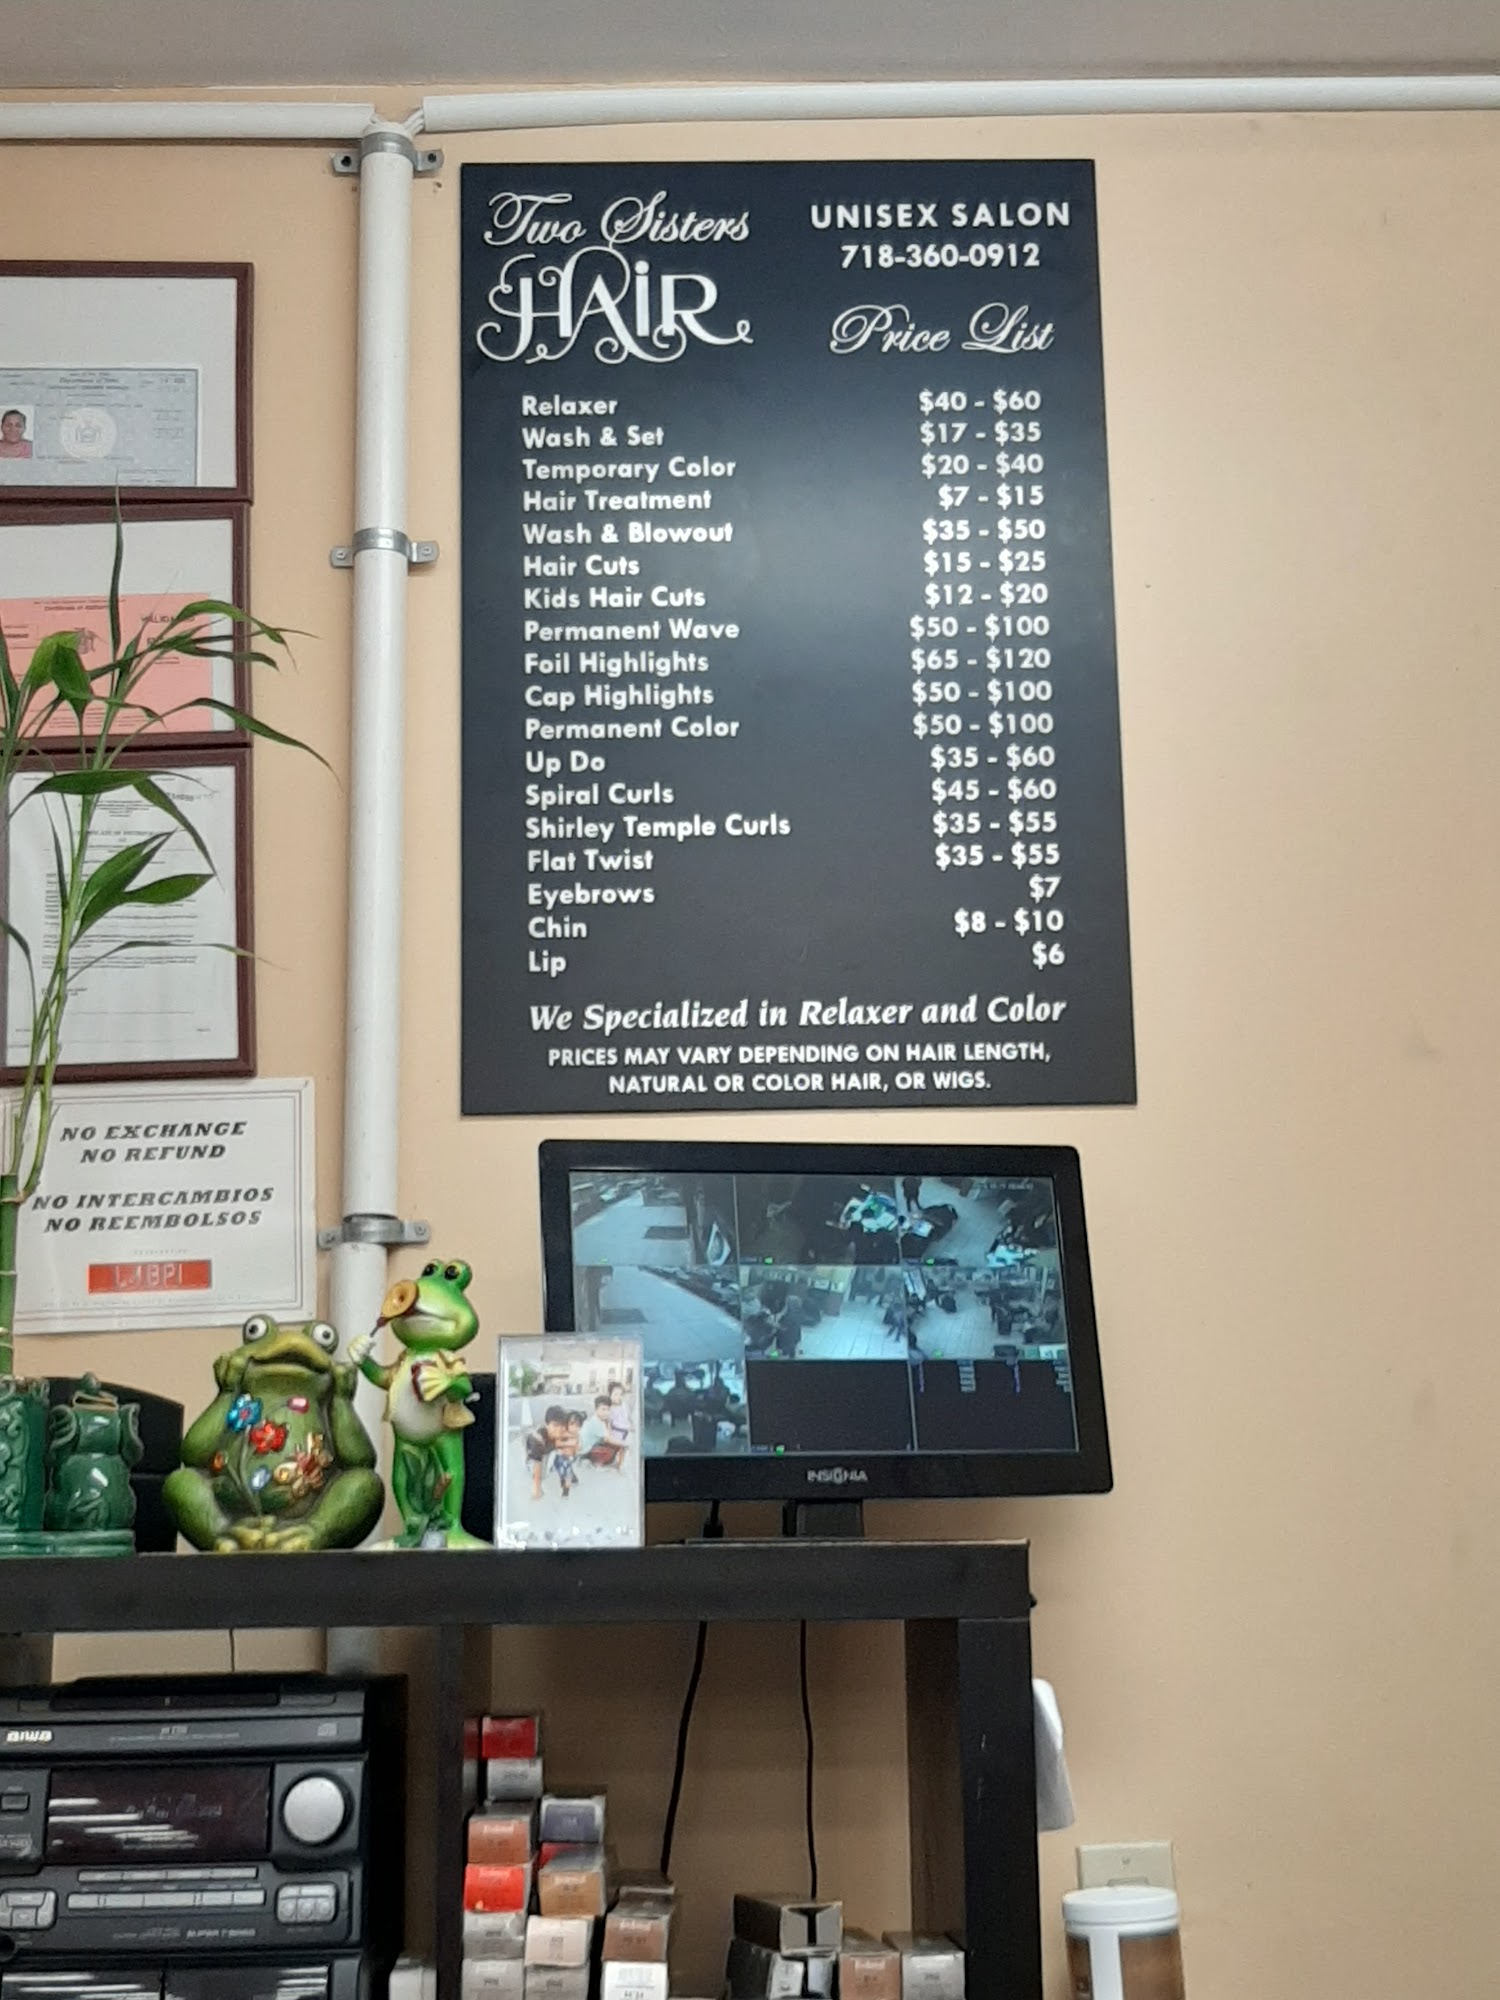 Two Sisters
HAiR
UNISEX SALON
718-360-0912
Price List
Relaxer $40 - $60
Wash & Set $17 - $35
Temporary Color $20 - $40
Hair Treatment $7 - $15
Wash & Blowout $35 - $50
Hair Cuts $15 - $25
Kids Hair Cuts $12 - $20
Permanent Wave $50 - $100
Foil Highlights $65 - $120
Cap Highlights $50 - $100
Permanent Color $50 - $100
Up Do $35 - $60
Spiral Curls $45 - $60
Shirley Temple Curls $35 - $55
Flat Twist $35 - $55
Eyebrows $7
Chin $8 - $10
Lip $6
We Specialized in Relaxer and Color
PRICES MAY VARY DEPENDING ON HAIR LENGTH,
NATURAL OR COLOR HAIR, OR WIGS.
NO EXCHANGE
NO REFUND
NO INTERCAMBIOS
NO REEMBOLSOS
INSIGNIA
aiwa